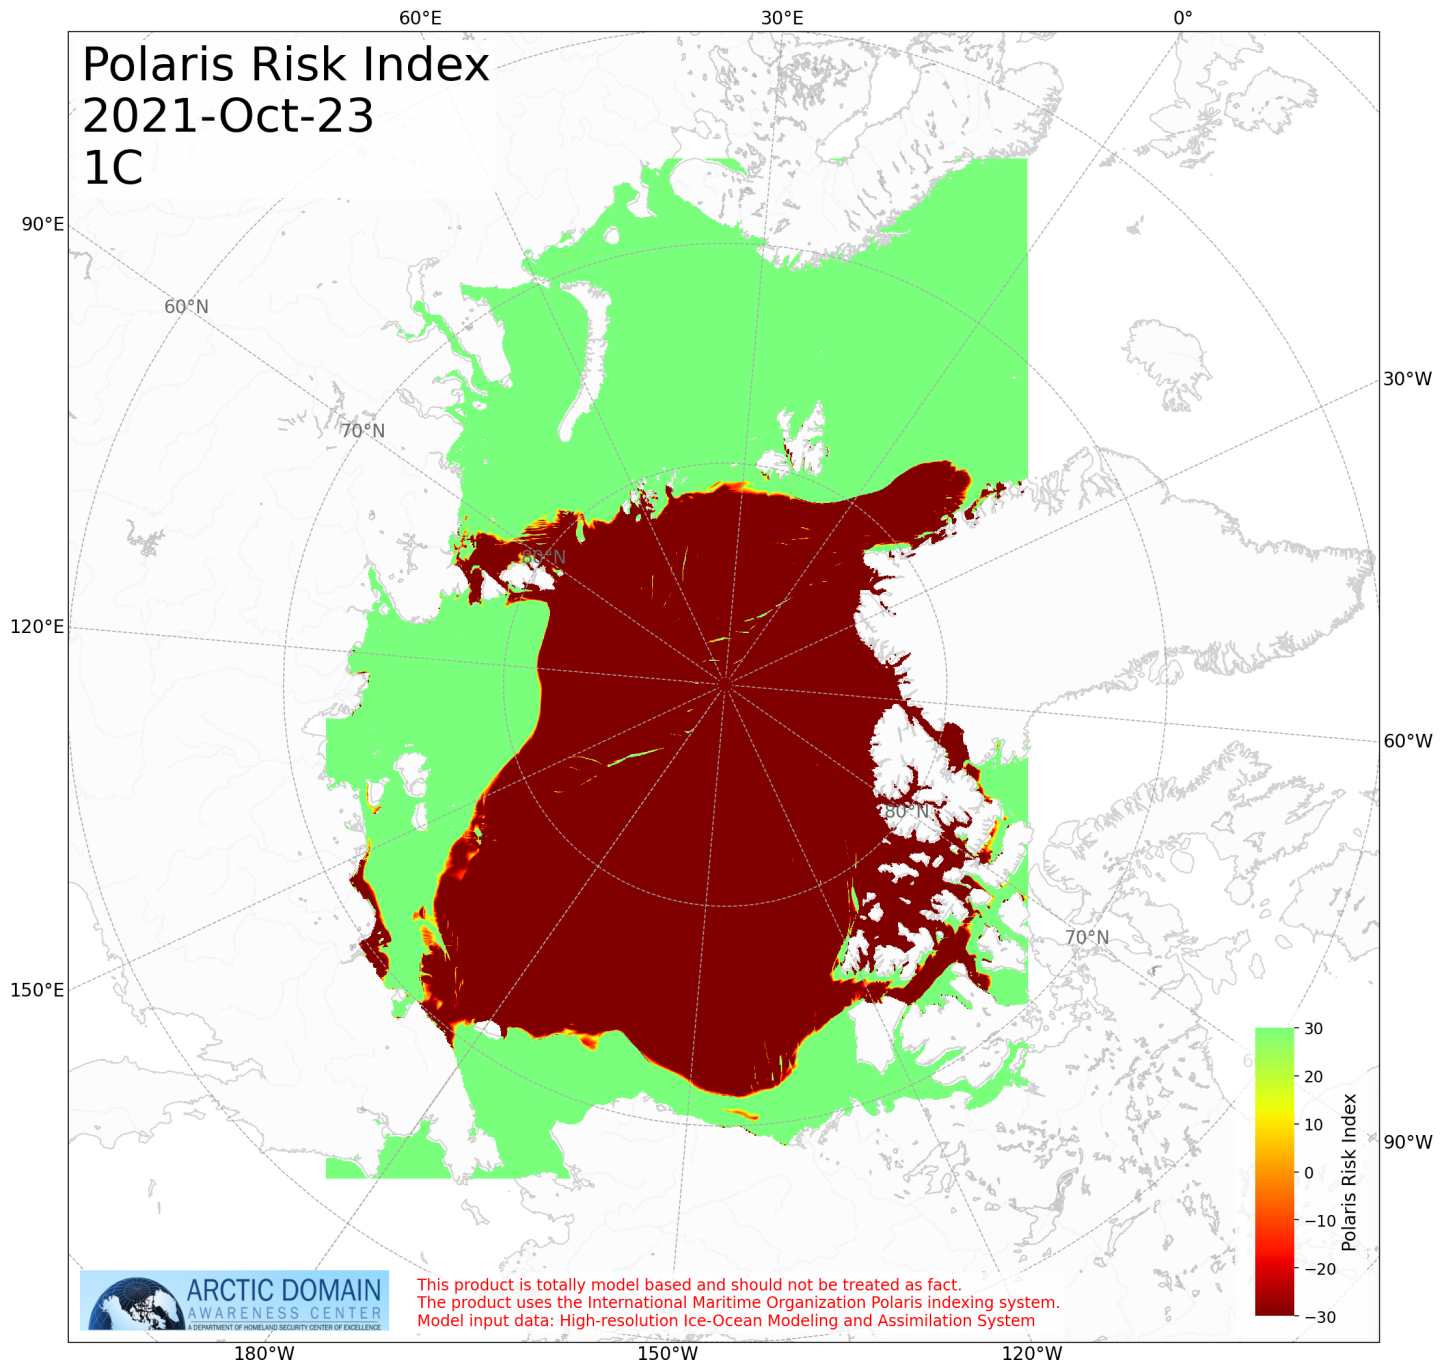 60°E 30°E 0°
Polaris Risk Index
2021-Oct-23
1C
90°E
60°N
30°W
70°N
80°N
120°E
60°W
80°N
70°N
150°E
30
20
10
0
−10
−20
−30
Polaris Risk Index
90°W
ARCTIC DOMAIN
AWARENESS CENTER
A DEPARTMENT OF HOMELAND SECURITY CENTER OF EXCELLENCE
This product is totally model based and should not be treated as fact.
The product uses the International Maritime Organization Polaris indexing system.
Model input data: High-resolution Ice-Ocean Modeling and Assimilation System
180°W 150°W 120°W